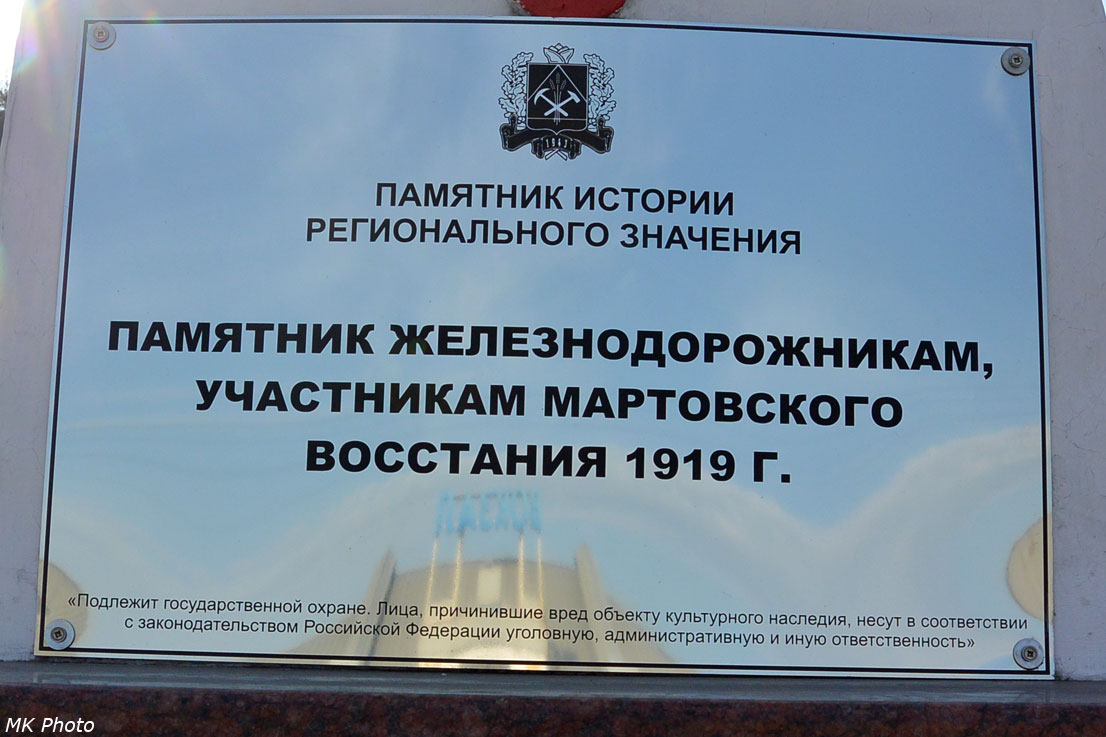 1943
ПАМЯТНИК ИСТОРИИ
РЕГИОНАЛЬНОГО ЗНАЧЕНИЯ
ПАМЯТНИК ЖЕЛЕЗНОДОРОЖНИКАМ,
УЧАСТНИКАМ МАРТОВСКОГО
ВОССТАНИЯ 1919 Г.
«Подлежит государственной охране. Лица, причинившие вред объекту культурного наследия, несут в соответствии
с законодательством Российской Федерации уголовную, административную и иную ответственность»
MK Photo